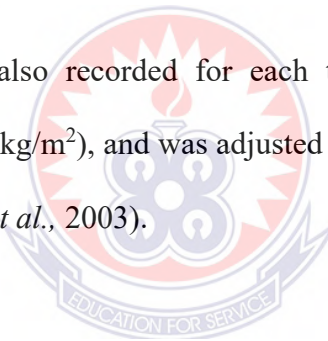 also recorded for each
kg/m²), and was adjusted
et al., 2003).
EDUCATION FOR SERVICE